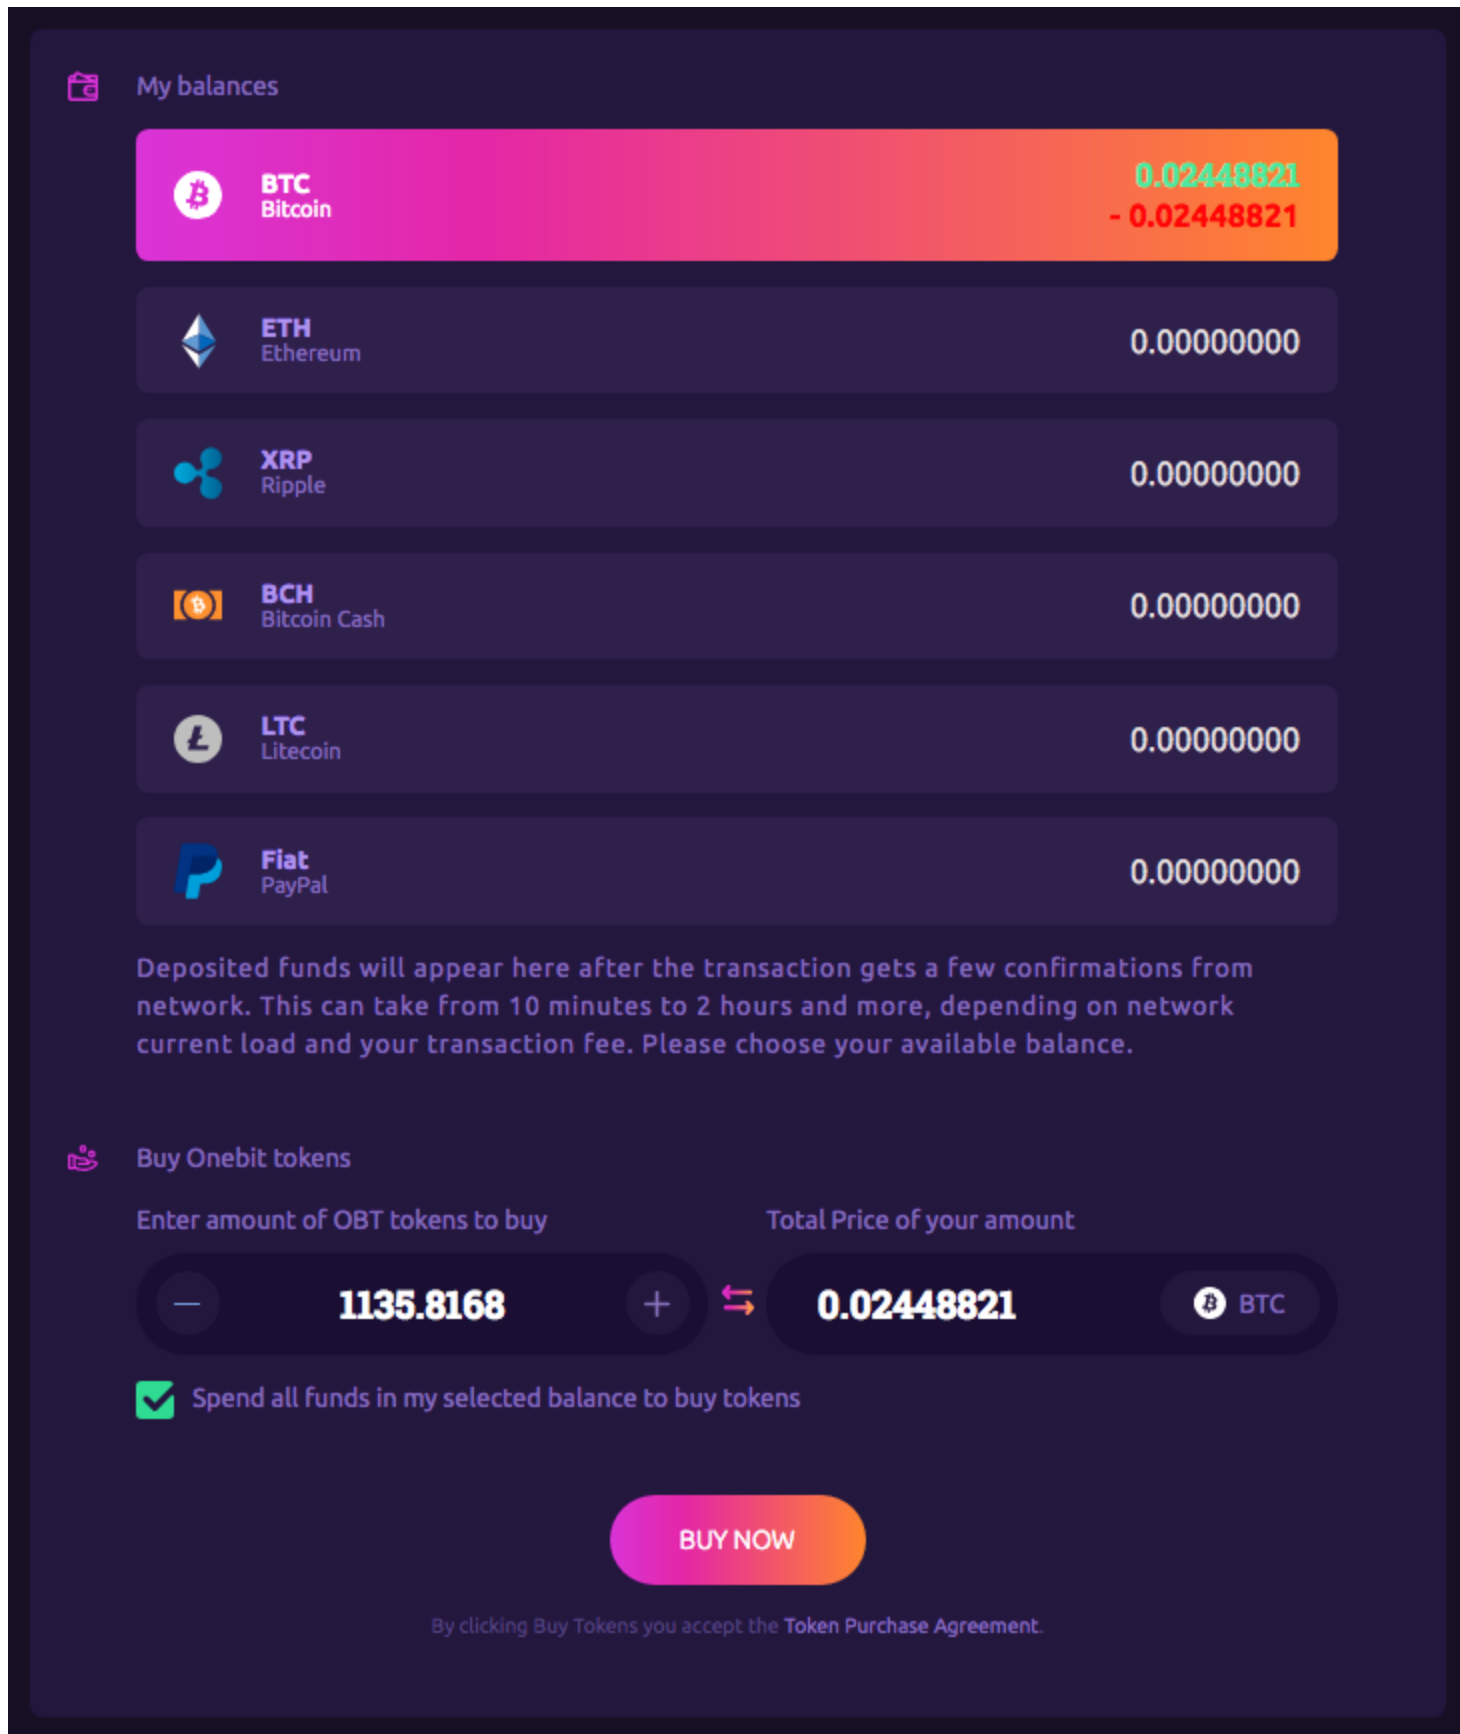 My balances
BTC
Bitcoin
0.02448821
- 0.02448821
ETH
Ethereum
0.00000000
XRP
Ripple
0.00000000
BCH
Bitcoin Cash
0.00000000
LTC
Litecoin
0.00000000
Fiat
PayPal
0.00000000
Deposited funds will appear here after the transaction gets a few confirmations from
network. This can take from 10 minutes to 2 hours and more, depending on network
current load and your transaction fee. Please choose your available balance.
Buy Onebit tokens
Enter amount of OBT tokens to buy
Total Price of your amount
1135.8168
0.02448821
BTC
Spend all funds in my selected balance to buy tokens
BUY NOW
By clicking Buy Tokens you accept the Token Purchase Agreement.